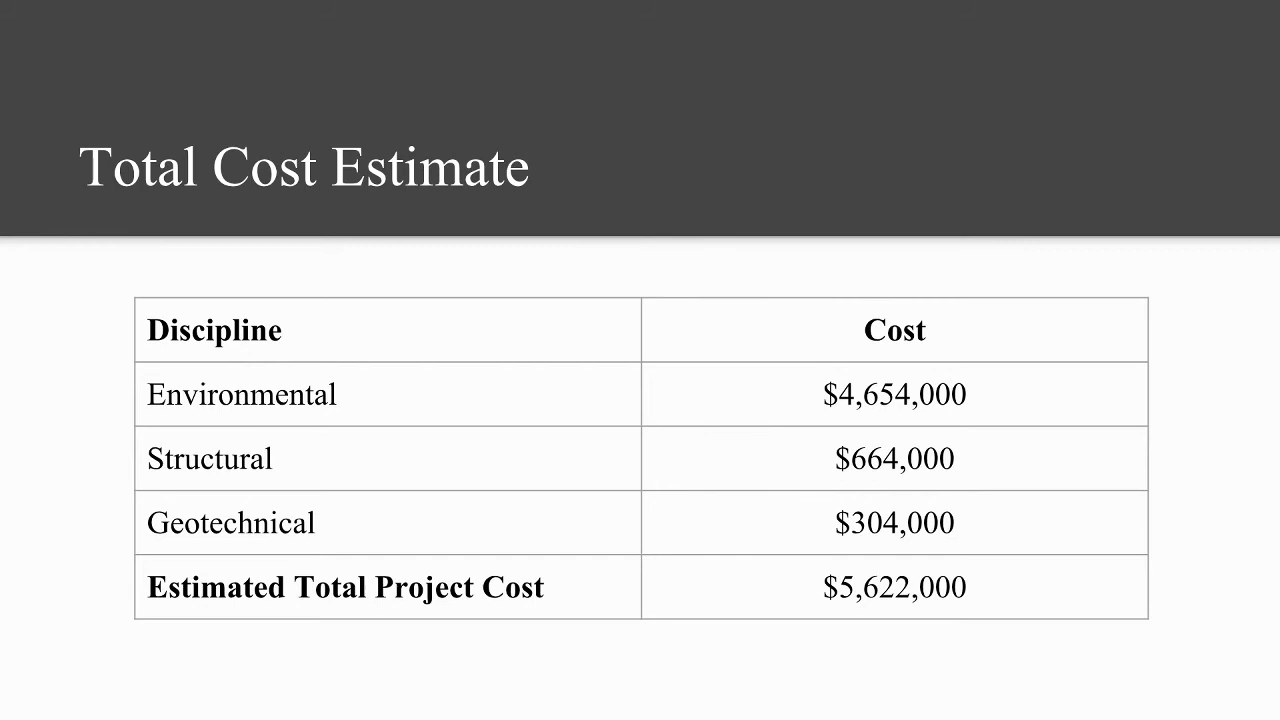 Total Cost Estimate
Discipline Cost
Environmental $4,654,000
Structural $664,000
Geotechnical $304,000
Estimated Total Project Cost $5,622,000